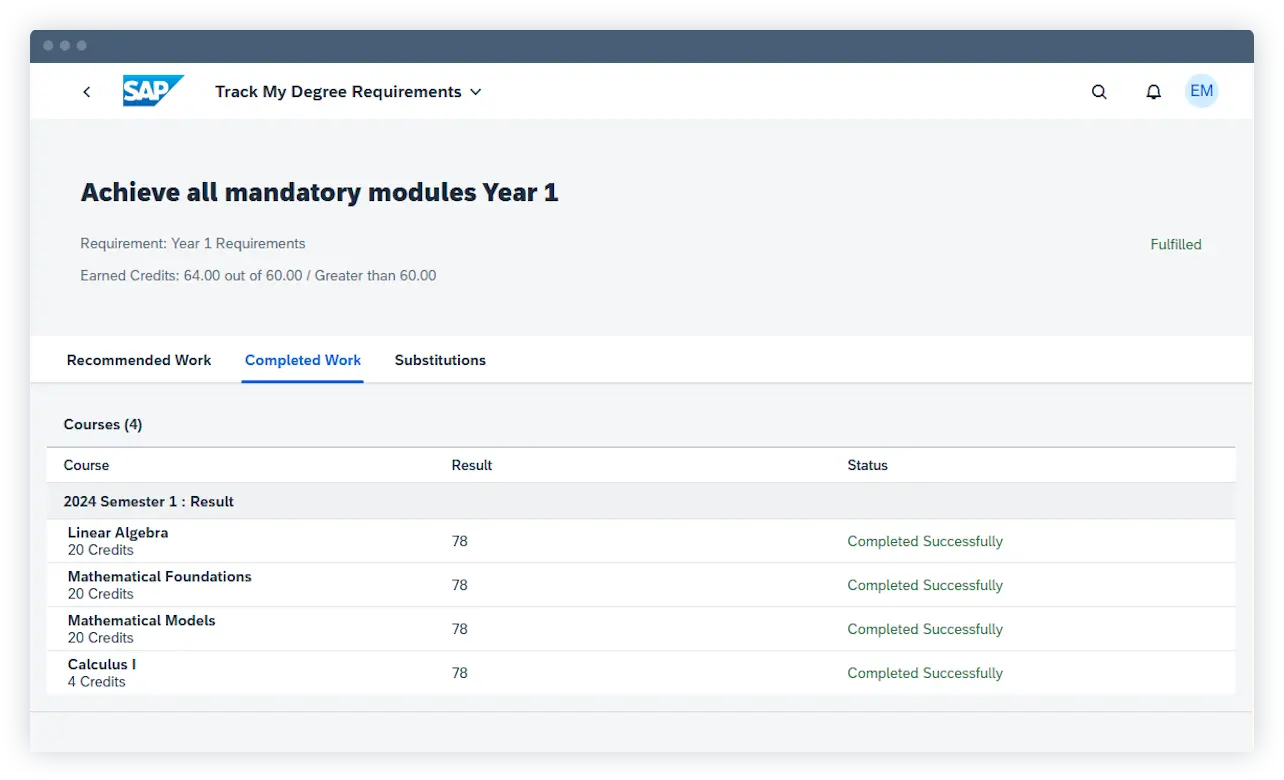 SAP Track My Degree Requirements EM
Achieve all mandatory modules Year 1
Requirement: Year 1 Requirements Fulfilled
Earned Credits: 64.00 out of 60.00 / Greater than 60.00
Recommended Work Completed Work Substitutions
Courses (4)
Course Result Status
2024 Semester 1 : Result
Linear Algebra
20 Credits 78 Completed Successfully
Mathematical Foundations
20 Credits 78 Completed Successfully
Mathematical Models
20 Credits 78 Completed Successfully
Calculus I
4 Credits 78 Completed Successfully